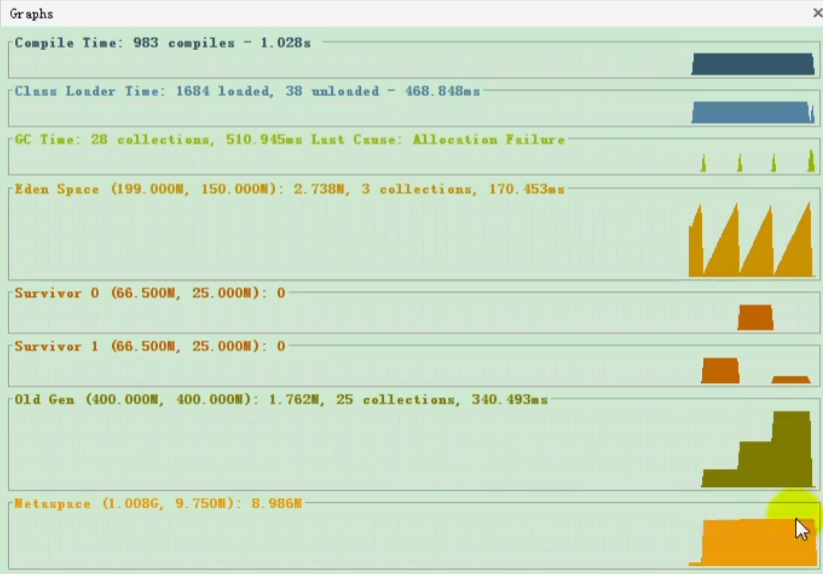 Graphs
Compile Time: 983 compiles - 1.028s
Class Loader Time: 1684 loaded, 38 unloaded - 468.848ms
GC Time: 28 collections, 510.945ms Last Cause: Allocation Failure
Eden Space (199.000M, 150.000M): 2.738M, 3 collections, 170.453ms
Survivor 0 (66.500M, 25.000M): 0
Survivor 1 (66.500M, 25.000M): 0
Old Gen (400.000M, 400.000M): 1.762M, 25 collections, 340.493ms
Metaspace (1.008G, 9.750M): 8.986M